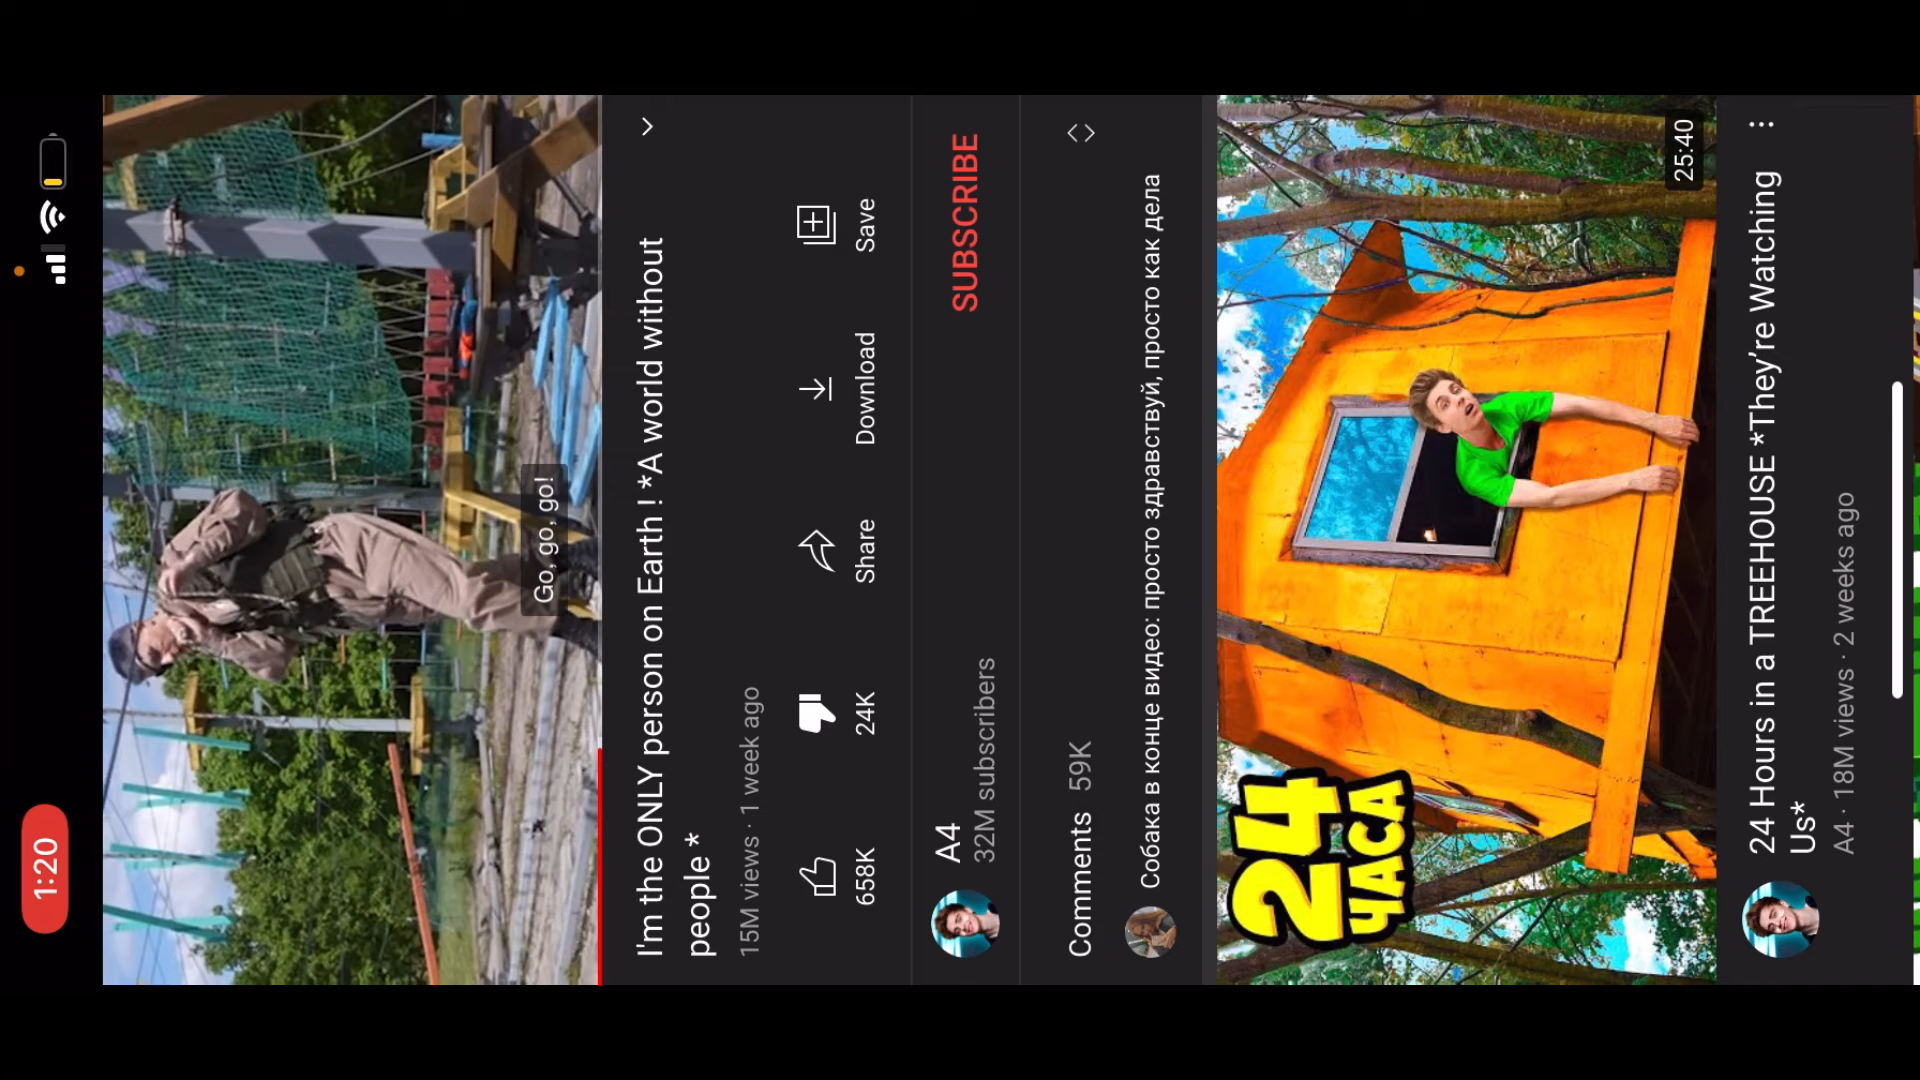 1:20
Go, go, go!
I'm the ONLY person on Earth ! *A world without
people *
15M views · 1 week ago
658K
24K
Share
Download
Save
A4
32M subscribers
SUBSCRIBE
Comments 59K
Собака в конце видео: просто здравствуй, просто как дела
24
ЧАСА
25:40
24 Hours in a TREEHOUSE *They're Watching
Us*
A4 · 18M views · 2 weeks ago